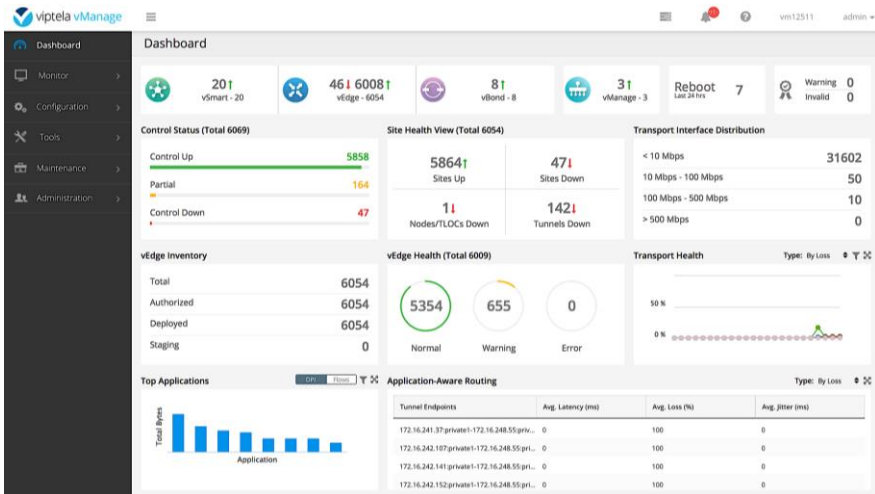 viptela vManage
vm12511 admin
Dashboard
Monitor
Configuration
Tools
Maintenance
Administration
Dashboard
20 vSmart - 20
46 6008 vEdge - 6054
8 vBond - 8
3 vManage - 3
Reboot Last 24 hrs 7
Warning 0
Invalid 0
Control Status (Total 6069)
Control Up 5858
Partial 164
Control Down 47
Site Health View (Total 6054)
5864 Sites Up
47 Sites Down
1 Nodes/TLOCs Down
142 Tunnels Down
Transport Interface Distribution
< 10 Mbps 31602
10 Mbps - 100 Mbps 50
100 Mbps - 500 Mbps 10
> 500 Mbps 0
vEdge Inventory
Total 6054
Authorized 6054
Deployed 6054
Staging 0
vEdge Health (Total 6009)
5354 Normal
655 Warning
0 Error
Transport Health Type: By Loss
50 %
0 %
Top Applications DPI Flows
Total Bytes
Application
Application-Aware Routing Type: By Loss
Tunnel Endpoints Avg. Latency (ms) Avg. Loss (%) Avg. Jitter (ms)
172.16.241.37:private1-172.16.248.55:priv... 0 100 0
172.16.242.107:private1-172.16.248.55:pri... 0 100 0
172.16.242.141:private1-172.16.248.55:pri... 0 100 0
172.16.242.152:private1-172.16.248.55:pri... 0 100 0